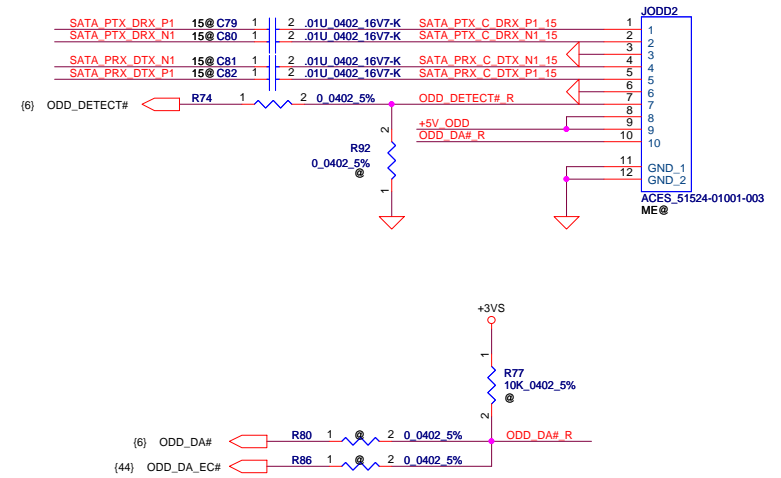 JODD2
SATA_PTX_DRX_P1 15@ C79 1 2 .01U_0402_16V7-K SATA_PTX_C_DRX_P1_15 1 1
SATA_PTX_DRX_N1 15@ C80 1 2 .01U_0402_16V7-K SATA_PTX_C_DRX_N1_15 2 2
3 3
SATA_PRX_DTX_N1 15@ C81 1 2 .01U_0402_16V7-K SATA_PRX_C_DTX_N1_15 4 4
SATA_PRX_DTX_P1 15@ C82 1 2 .01U_0402_16V7-K SATA_PRX_C_DTX_P1_15 5 5
6 6
{6} ODD_DETECT# R74 1 2 0_0402_5% ODD_DETECT#_R 7 7
8 8
+5V_ODD 9 9
ODD_DA#_R 10 10
2
R92
0_0402_5%
@
1
11 GND_1
12 GND_2
ACES_51524-01001-003
ME@
+3VS
1
R77
10K_0402_5%
@
2
{6} ODD_DA# R80 1 @ 2 0_0402_5% ODD_DA#_R
{44} ODD_DA_EC# R86 1 @ 2 0_0402_5%